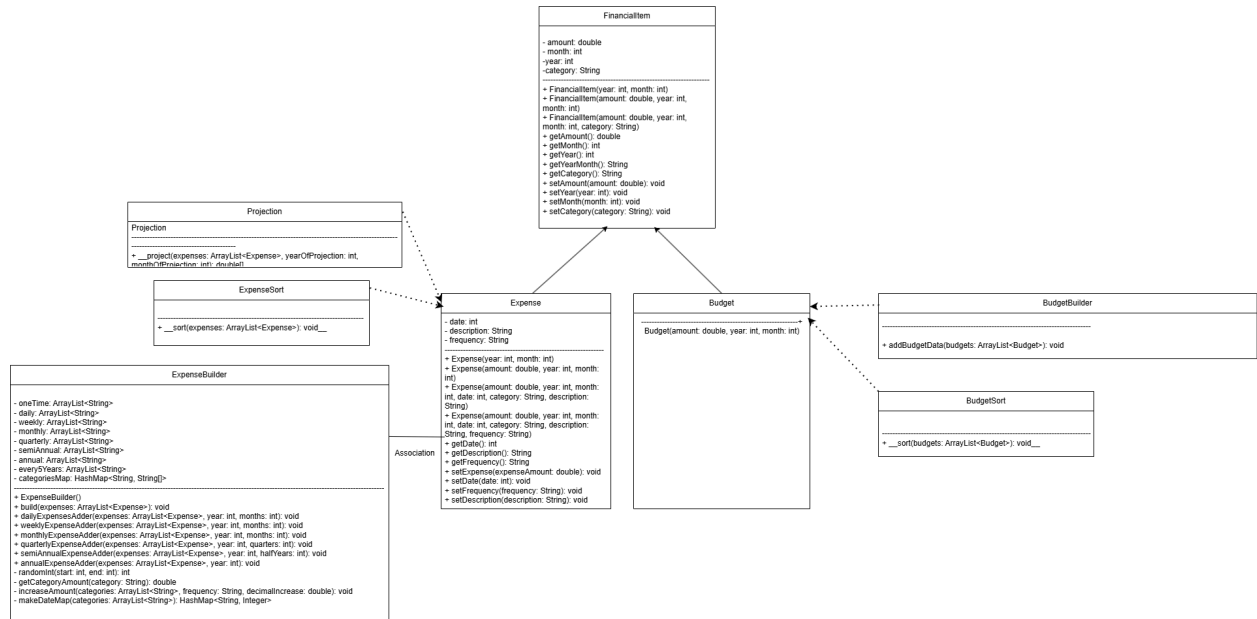 FinancialItem
- amount: double
- month: int
-year: int
-category: String
+ FinancialItem(year: int, month: int)
+ FinancialItem(amount: double, year: int,
month: int)
+ FinancialItem(amount: double, year: int,
month: int, category: String)
+ getAmount(): double
+ getMonth(): int
+ getYear(): int
+ getYearMonth(): String
+ getCategory(): String
+ setAmount(amount: double): void
+ setYear(year: int): void
+ setMonth(month: int): void
+ setCategory(category: String): void
Projection
Projection
+ __project(expenses: ArrayList<Expense>, yearOfProjection: int,
monthOfProjection: int): double[]
ExpenseSort
+ __sort(expenses: ArrayList<Expense>): void__
Expense
- date: int
- description: String
- frequency: String
+ Expense(year: int, month: int)
+ Expense(amount: double, year: int, month:
int)
+ Expense(amount: double, year: int, month:
int, date: int, category: String, description:
String)
+ Expense(amount: double, year: int, month:
int, date: int, category: String, description:
String, frequency: String)
+ getDate(): int
+ getDescription(): String
+ getFrequency(): String
+ setExpense(expenseAmount: double): void
+ setDate(date: int): void
+ setFrequency(frequency: String): void
+ setDescription(description: String): void
Budget
+
Budget(amount: double, year: int, month: int)
BudgetBuilder
+ addBudgetData(budgets: ArrayList<Budget>): void
BudgetSort
+ __sort(budgets: ArrayList<Budget>): void__
ExpenseBuilder
- oneTime: ArrayList<String>
- daily: ArrayList<String>
- weekly: ArrayList<String>
- monthly: ArrayList<String>
- quarterly: ArrayList<String>
- semiAnnual: ArrayList<String>
- annual: ArrayList<String>
- every5Years: ArrayList<String>
- categoriesMap: HashMap<String, String[]>
+ ExpenseBuilder()
+ build(expenses: ArrayList<Expense>): void
+ dailyExpensesAdder(expenses: ArrayList<Expense>, year: int, months: int): void
+ weeklyExpenseAdder(expenses: ArrayList<Expense>, year: int, months: int): void
+ monthlyExpenseAdder(expenses: ArrayList<Expense>, year: int, months: int): void
+ quarterlyExpenseAdder(expenses: ArrayList<Expense>, year: int, quarters: int): void
+ semiAnnualExpenseAdder(expenses: ArrayList<Expense>, year: int, halfYears: int): void
+ annualExpenseAdder(expenses: ArrayList<Expense>, year: int): void
- randomInt(start: int, end: int): int
- getCategoryAmount(category: String): double
- increaseAmount(categories: ArrayList<String>, frequency: String, decimalIncrease: double): void
- makeDateMap(categories: ArrayList<String>): HashMap<String, Integer>
Association